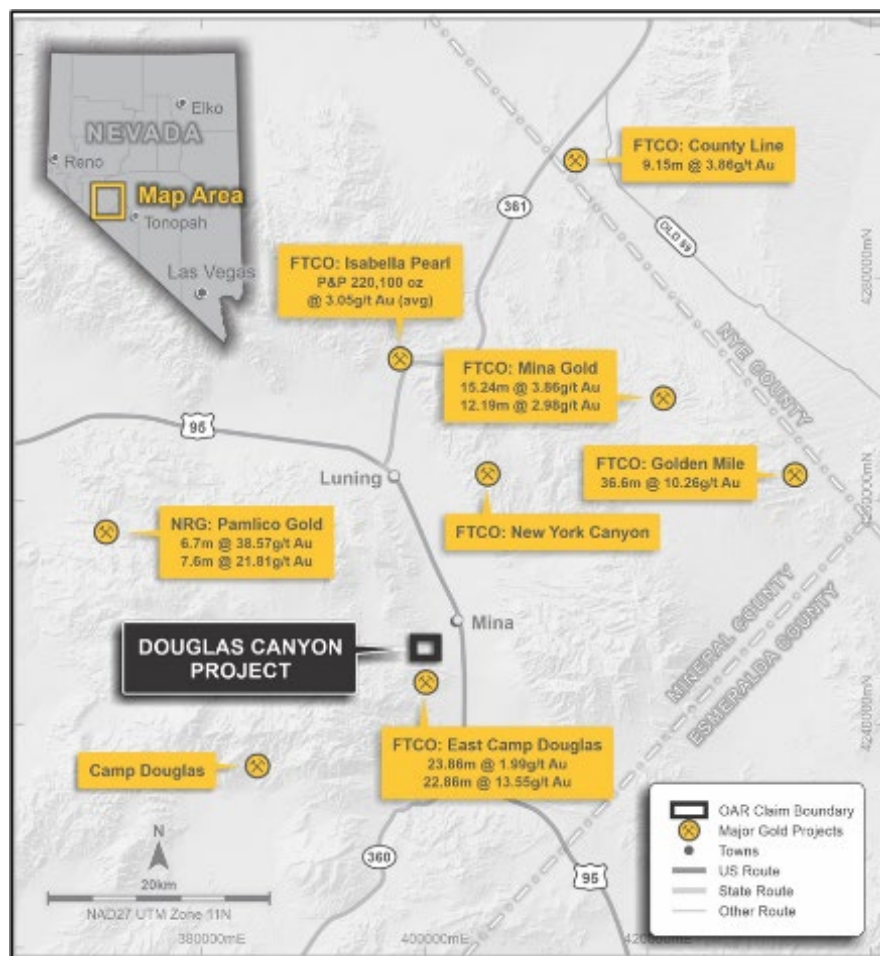 Elko
NEVADA
Reno
Map Area
Tonopah
Las Vegas
FTCO: County Line
9.15m @ 3.86g/t Au
361
OLD 59
4280000mN
FTCO: Isabella Pearl
P&P 220,100 oz
@ 3.05g/t Au (avg)
FTCO: Mina Gold
15.24m @ 3.86g/t Au
12.19m @ 2.98g/t Au
NYE COUNTY
95
Luning
FTCO: Golden Mile
36.6m @ 10.26g/t Au
4260000mN
NRG: Pamlico Gold
6.7m @ 38.57g/t Au
7.6m @ 21.81g/t Au
FTCO: New York Canyon
Mina
MINERAL COUNTY
ESMERALDA COUNTY
DOUGLAS CANYON
PROJECT
4240000mN
FTCO: East Camp Douglas
23.86m @ 1.99g/t Au
22.86m @ 13.55g/t Au
Camp Douglas
N
20km
NAD27 UTM Zone 11N
360
95
380000mE
400000mE
420000mE
OAR Claim Boundary
Major Gold Projects
Towns
US Route
State Route
Other Route